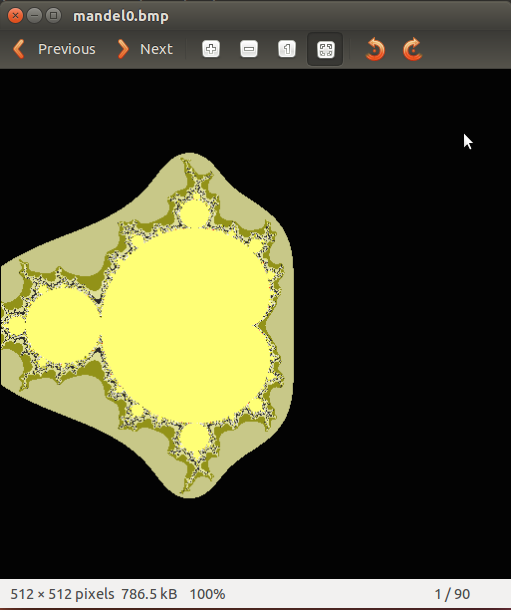 mandel0.bmp
Previous Next
512 × 512 pixels 786.5 kB 100% 1 / 90